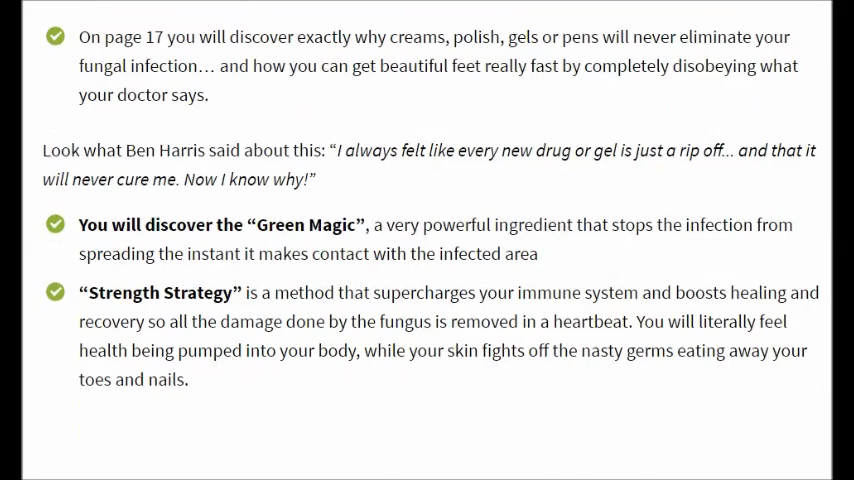 On page 17 you will discover exactly why creams, polish, gels or pens will never eliminate your
fungal infection… and how you can get beautiful feet really fast by completely disobeying what
your doctor says.
Look what Ben Harris said about this: “I always felt like every new drug or gel is just a rip off... and that it
will never cure me. Now I know why!”
You will discover the “Green Magic”, a very powerful ingredient that stops the infection from
spreading the instant it makes contact with the infected area
“Strength Strategy” is a method that supercharges your immune system and boosts healing and
recovery so all the damage done by the fungus is removed in a heartbeat. You will literally feel
health being pumped into your body, while your skin fights off the nasty germs eating away your
toes and nails.